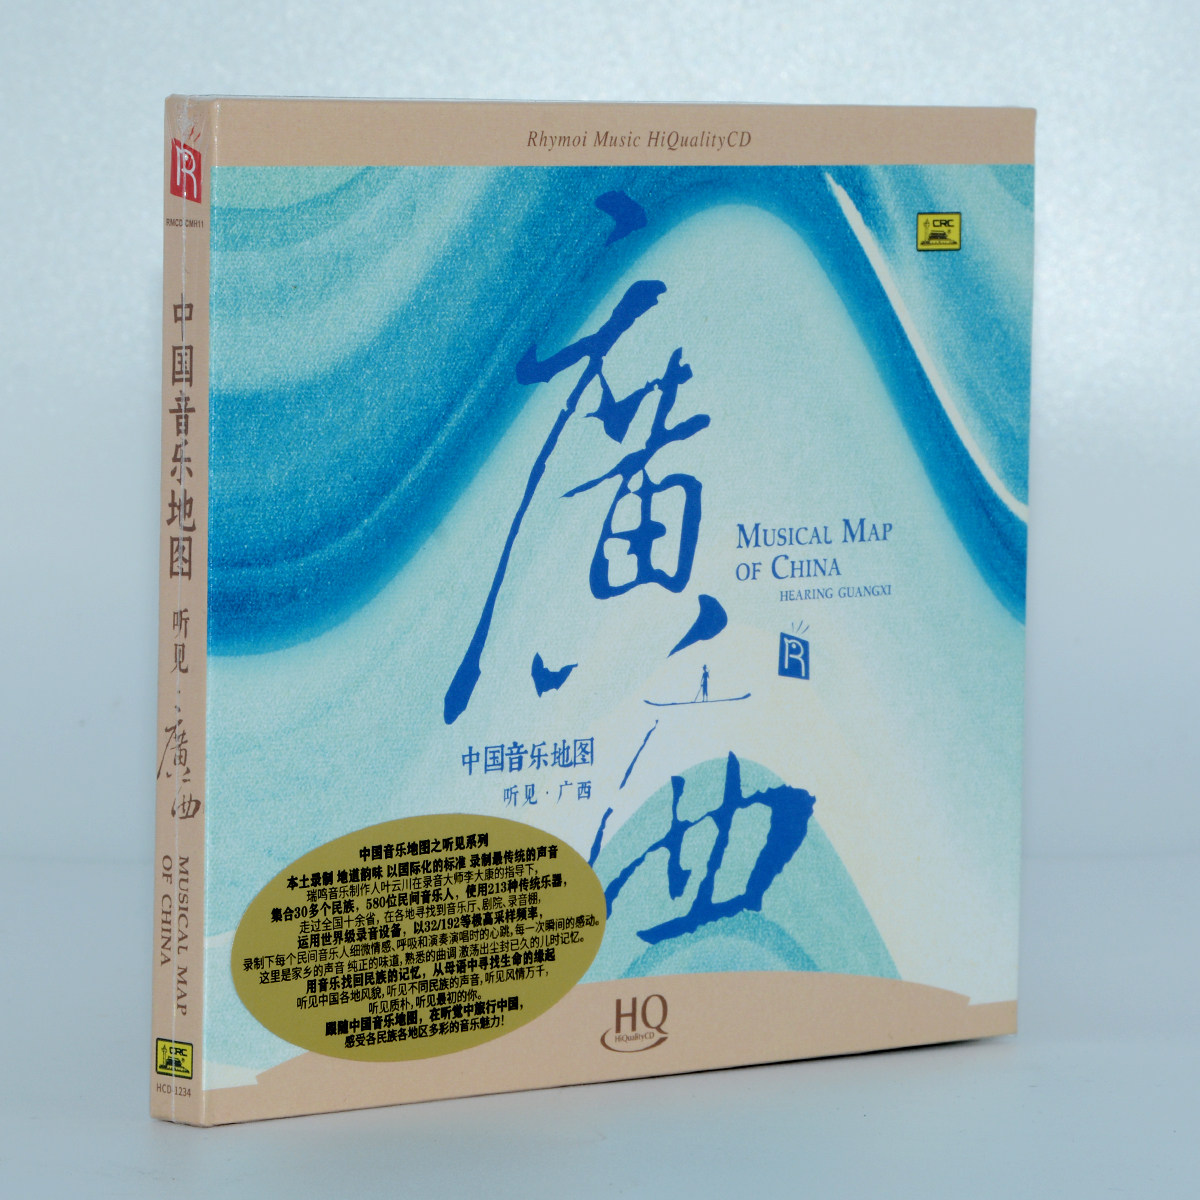 Rhymoi Music HiQualityCD
CRC
廣西
MUSICAL MAP
OF CHINA
HEARING GUANGXI
R
中国音乐地图
听见·广西
中国音乐地图之听见系列
本土录制 地道韵味 以国际化的标准 录制最传统的声音
瑞鸣音乐制作人叶云川在录音大师李大康的指导下,
集合30多个民族，580位民间音乐人，使用213种传统乐器，
走过全国十余省，在各地寻找到音乐厅、剧院、录音棚，
运用世界级录音设备，以32/192等极高采样频率，
录制下每个民间音乐人细微情感、呼吸和演奏演唱时的心跳，每一次瞬间的感动。
这里是家乡的声音 纯正的味道，熟悉的曲调 激荡出尘封已久的儿时记忆。
用音乐找回民族的记忆，从母语中寻找生命的缘起
听见中国各地风貌，听见不同民族的声音，听见风情万千，
听见质朴，听见最初的你。
跟随中国音乐地图，在听觉中旅行中国，
感受各民族各地区多彩的音乐魅力！
HQ
HiQualityCD
R
RMCD-CMH11
中国音乐地图
听见·廣西
MUSICAL MAP
OF CHINA
CRC
HCD-1234